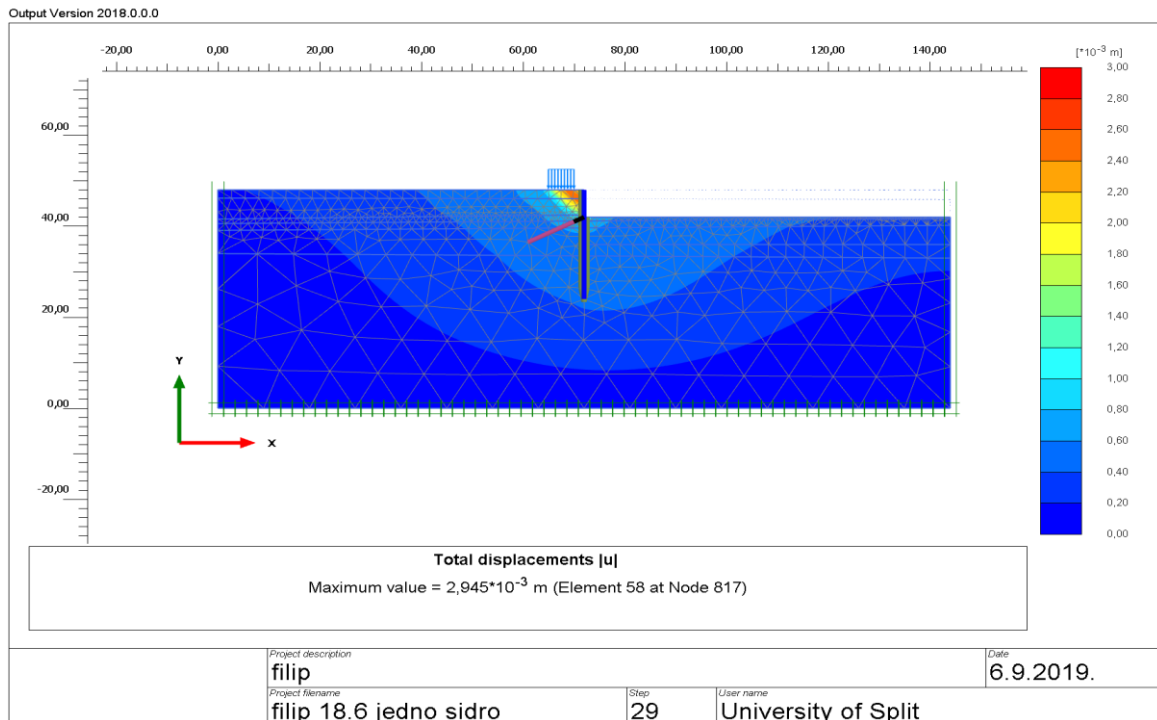 Output Version 2018.0.0.0
-20,00 0,00 20,00 40,00 60,00 80,00 100,00 120,00 140,00
[*10-3 m]
60,00
40,00
20,00
0,00
-20,00
Y
X
3,00
2,80
2,60
2,40
2,20
2,00
1,80
1,60
1,40
1,20
1,00
0,80
0,60
0,40
0,20
0,00
Total displacements |u|
Maximum value = 2,945*10-3 m (Element 58 at Node 817)
Project description
filip
Date
6.9.2019.
Project filename
filip 18.6 jedno sidro
Step
29
User name
University of Split